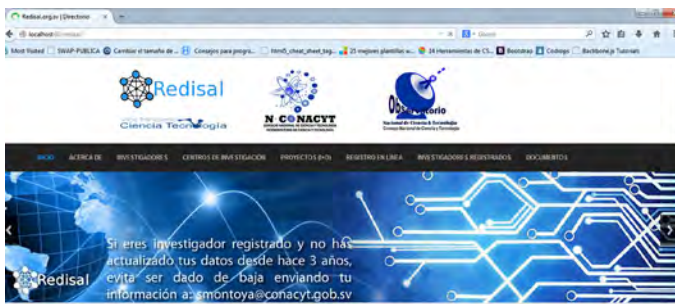 Redisal.org.sv | Directorio
localhost
Most Visited SWAP-PUBLICA Cambiar el tamaño de ... Consejos para progra... html5_cheat_sheet_tag... 25 mejores plantillas w... 24 Herramientas de CS... Bootstrap Codrops Backbone.js Tutorials
Redisal
Ciencia Tecnología
N·CONACYT
Observatorio
Nacional de Ciencia & Tecnología
INICIO ACERCA DE INVESTIGADORES CENTROS DE INVESTIGACIÓN PROYECTOS (I+D) REGISTRO EN LÍNEA INVESTIGADORES REGISTRADOS DOCUMENTOS
Si eres investigador registrado y no has
actualizado tus datos desde hace 3 años,
evita ser dado de baja enviando tu
información a: smontoya@conacyt.gob.sv
Redisal